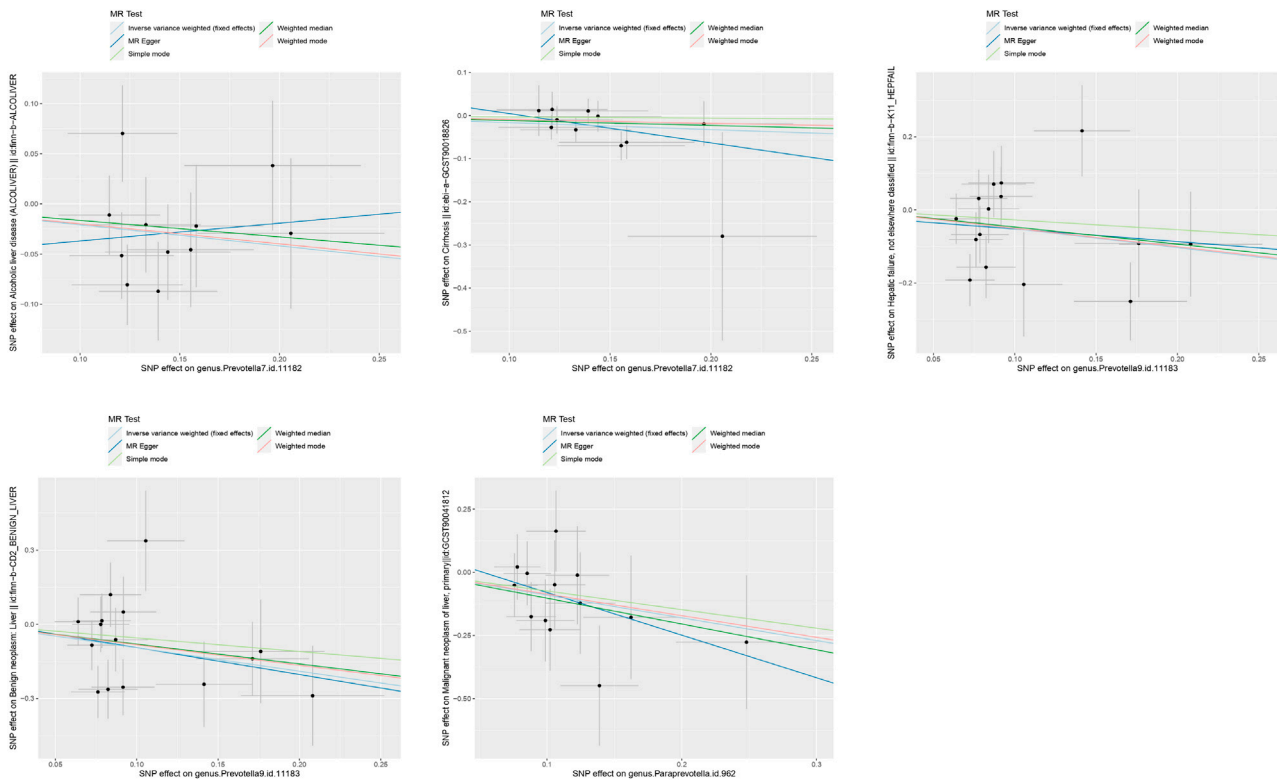 MR Test
Inverse variance weighted (fixed effects)
Weighted median
MR Egger
Weighted mode
Simple mode
SNP effect on Alcoholic liver disease (ALCOLIVER) || id:finn-b-ALCOLIVER
0.10
0.05
0.00
-0.05
-0.10
0.10
0.15
0.20
0.25
SNP effect on genus.Prevotella7.id.11182
MR Test
Inverse variance weighted (fixed effects)
Weighted median
MR Egger
Weighted mode
Simple mode
SNP effect on Cirrhosis || id:ebi-a-GCST90018826
0.1
0.0
-0.1
-0.2
-0.3
-0.4
-0.5
0.10
0.15
0.20
0.25
SNP effect on genus.Prevotella7.id.11182
MR Test
Inverse variance weighted (fixed effects)
Weighted median
MR Egger
Weighted mode
Simple mode
SNP effect on Hepatic failure, not elsewhere classified || id:finn-b-K11_HEPFAIL
0.2
0.0
-0.2
0.05
0.10
0.15
0.20
0.25
SNP effect on genus.Prevotella9.id.11183
MR Test
Inverse variance weighted (fixed effects)
Weighted median
MR Egger
Weighted mode
Simple mode
SNP effect on Benign neoplasm: Liver || id:finn-b-CD2_BENIGN_LIVER
0.3
0.0
-0.3
0.05
0.10
0.15
0.20
0.25
SNP effect on genus.Prevotella9.id.11183
MR Test
Inverse variance weighted (fixed effects)
Weighted median
MR Egger
Weighted mode
Simple mode
SNP effect on Malignant neoplasm of liver, primary||id:GCST90041812
0.25
0.00
-0.25
-0.50
0.1
0.2
0.3
SNP effect on genus.Paraprevotella.id.962